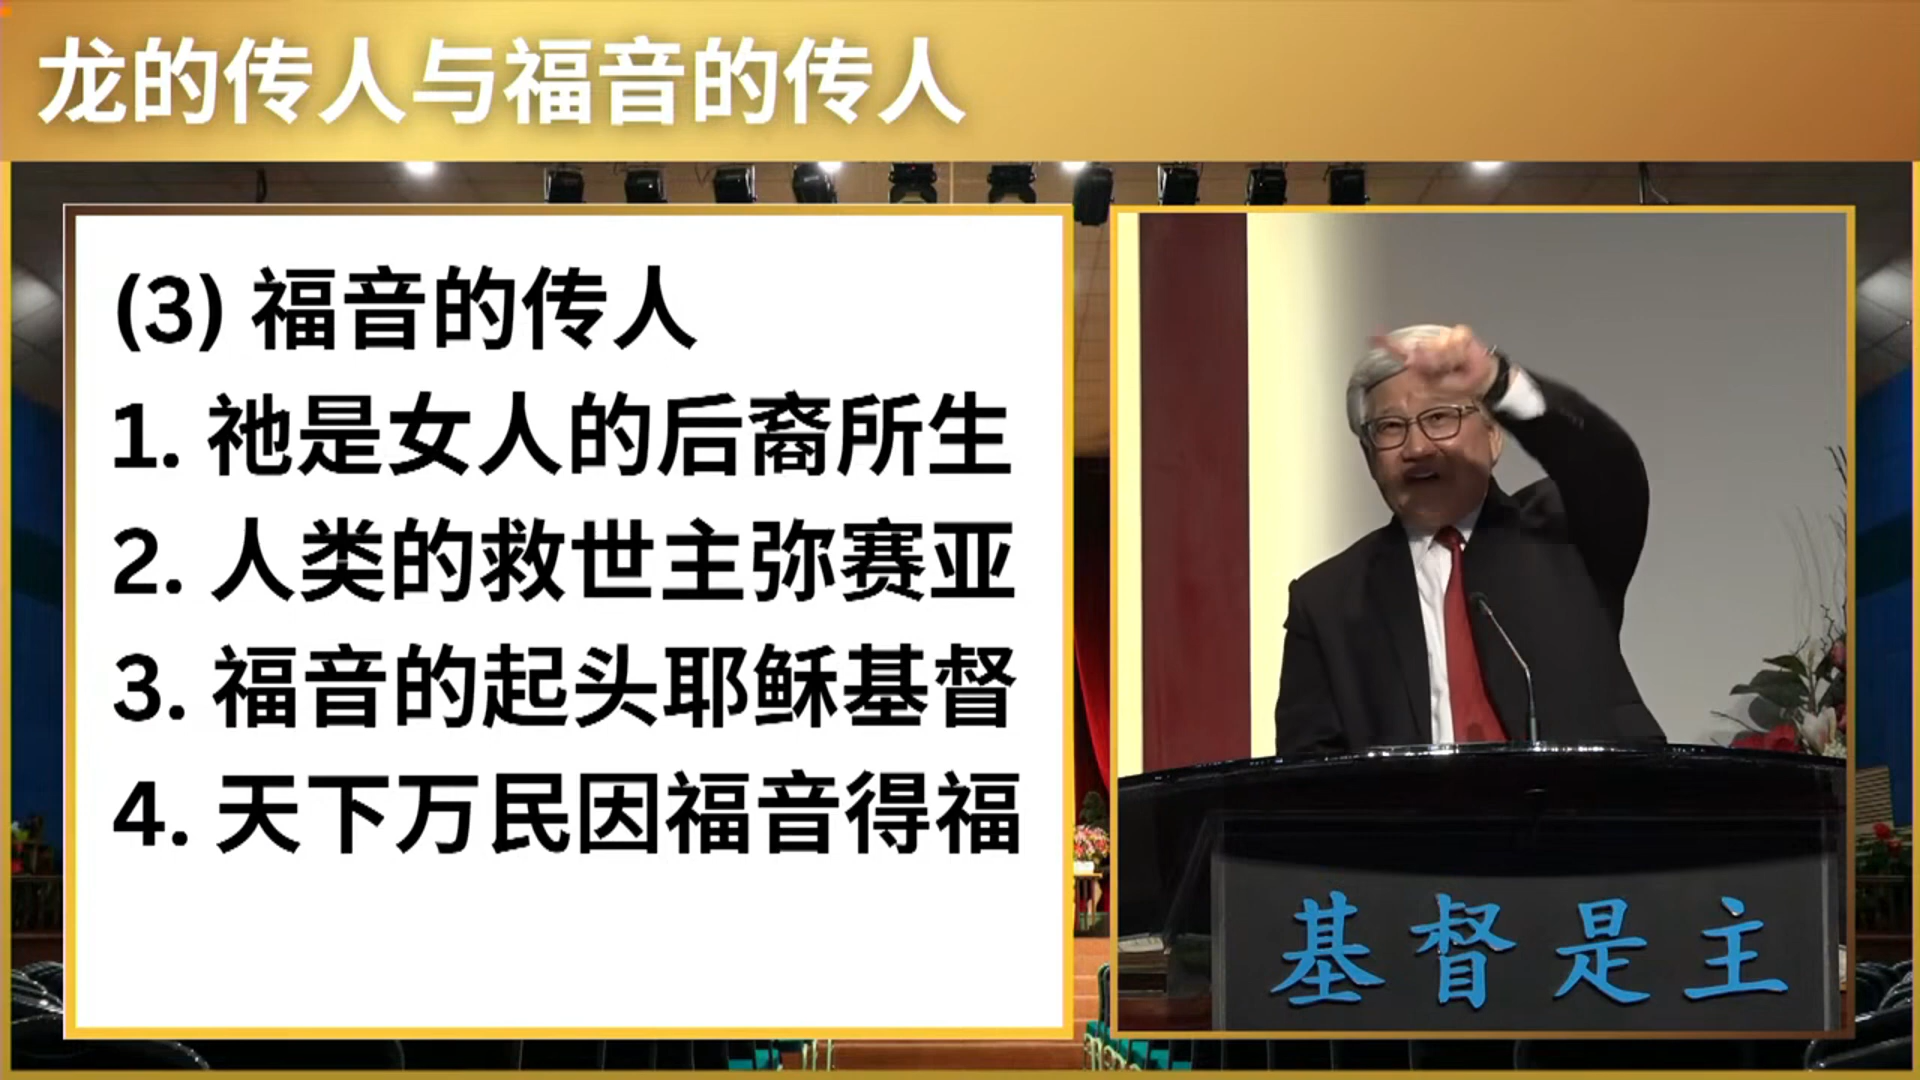 龙的传人与福音的传人
(3) 福音的传人
1. 祂是女人的后裔所生
2. 人类的救世主弥赛亚
3. 福音的起头耶稣基督
4. 天下万民因福音得福
基督是主